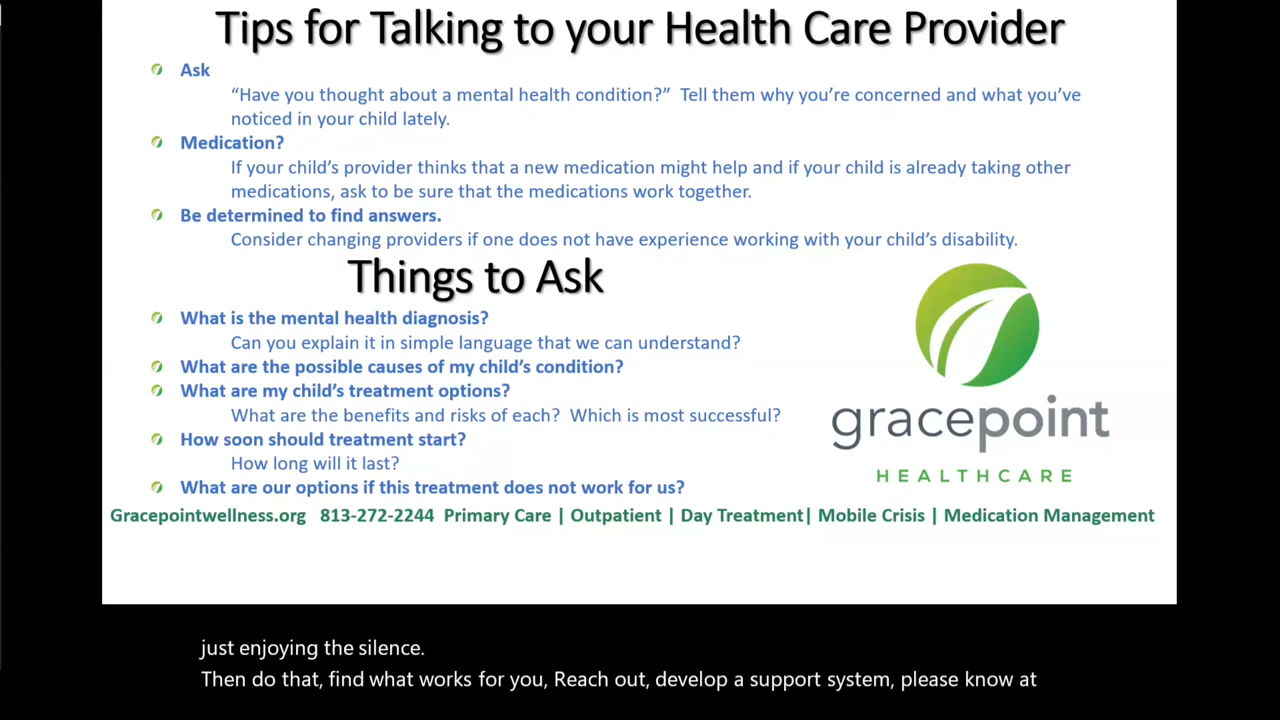 Tips for Talking to your Health Care Provider
Ask
“Have you thought about a mental health condition?” Tell them why you’re concerned and what you’ve
noticed in your child lately.
Medication?
If your child’s provider thinks that a new medication might help and if your child is already taking other
medications, ask to be sure that the medications work together.
Be determined to find answers.
Consider changing providers if one does not have experience working with your child’s disability.
Things to Ask
What is the mental health diagnosis?
Can you explain it in simple language that we can understand?
What are the possible causes of my child’s condition?
What are my child’s treatment options?
What are the benefits and risks of each? Which is most successful?
How soon should treatment start?
How long will it last?
What are our options if this treatment does not work for us?
gracepoint
HEALTHCARE
Gracepointwellness.org 813-272-2244 Primary Care | Outpatient | Day Treatment| Mobile Crisis | Medication Management
just enjoying the silence.
Then do that, find what works for you, Reach out, develop a support system, please know at